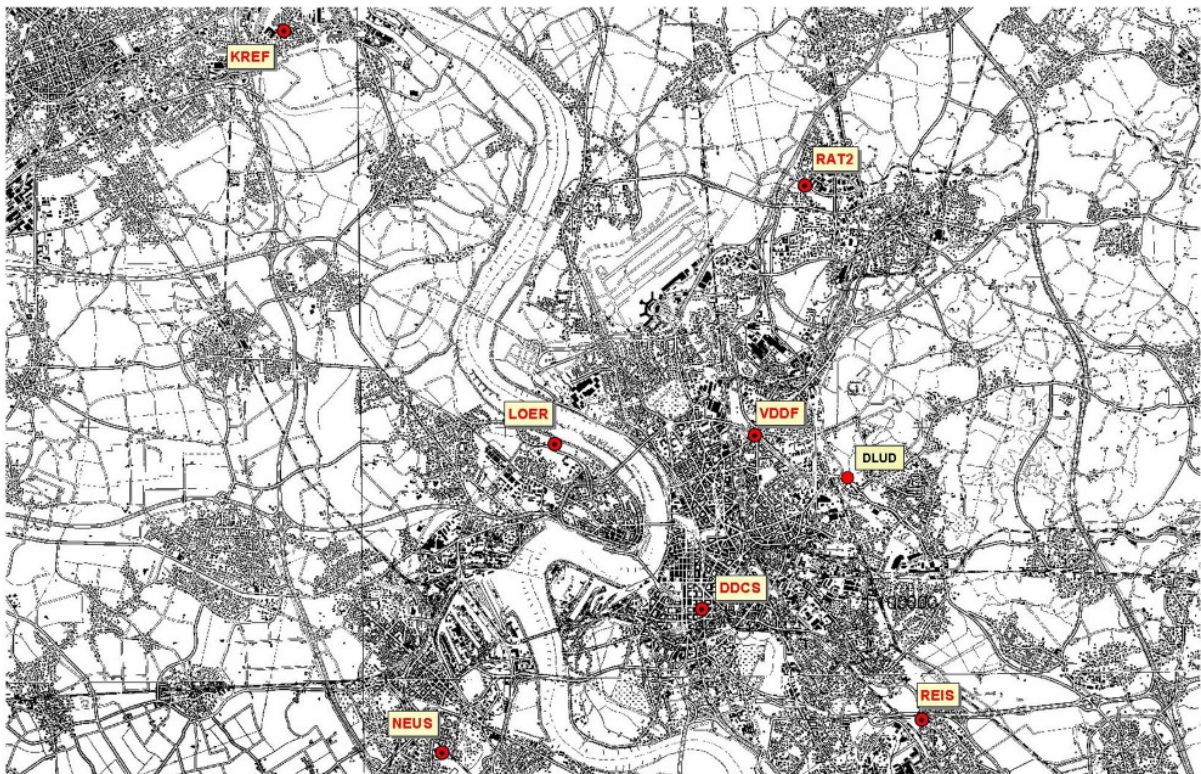 KREF
RAT2
LOER
VDDF
DLUD
DDCS
REIS
NEUS